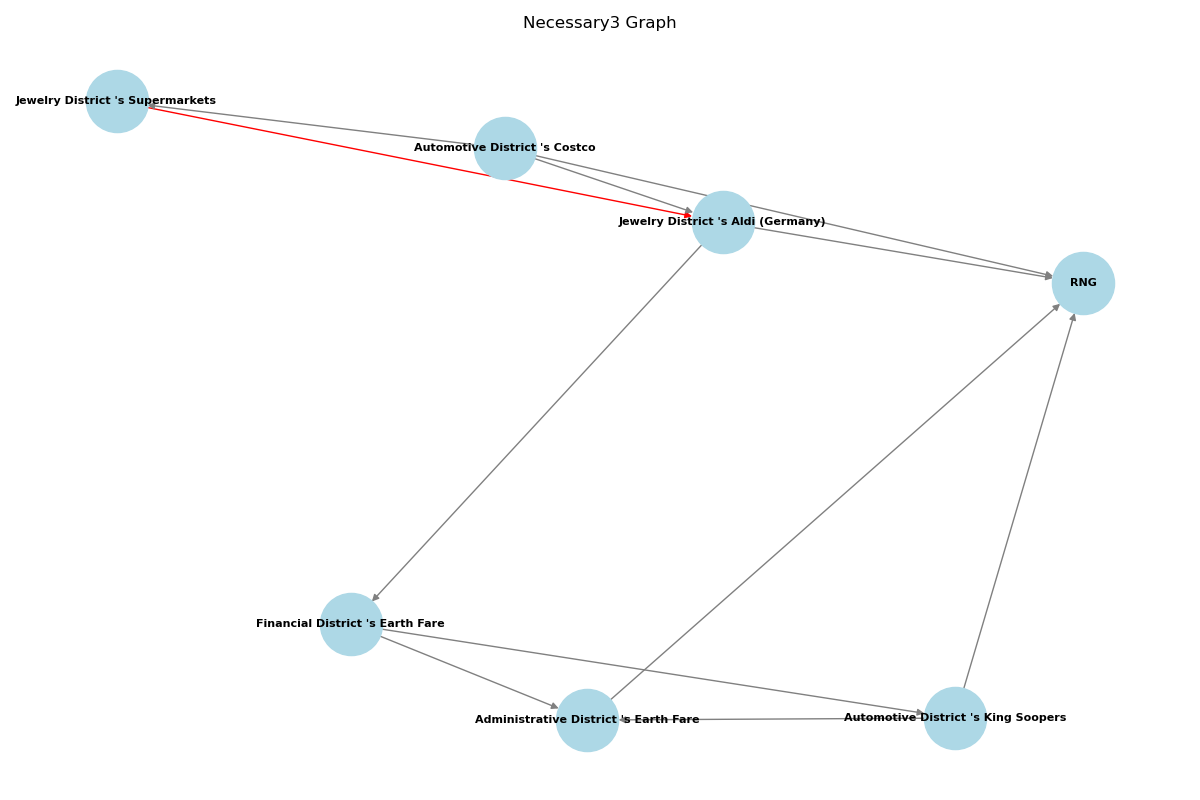 Necessary3 Graph
Jewelry District 's Supermarkets
Automotive District 's Costco
Jewelry District 's Aldi (Germany)
RNG
Financial District 's Earth Fare
Administrative District 's Earth Fare
Automotive District 's King Soopers